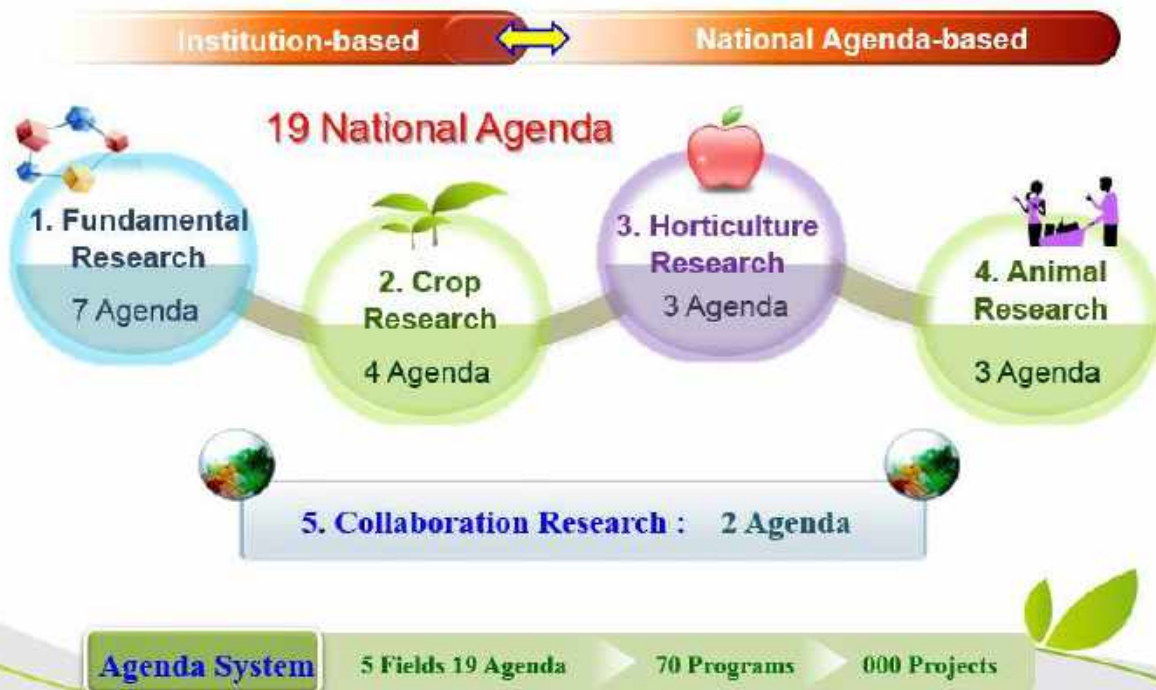 Institution-based
National Agenda-based
19 National Agenda
1. Fundamental
Research
7 Agenda
2. Crop
Research
4 Agenda
3. Horticulture
Research
3 Agenda
4. Animal
Research
3 Agenda
5. Collaboration Research : 2 Agenda
Agenda System
5 Fields 19 Agenda
70 Programs
000 Projects